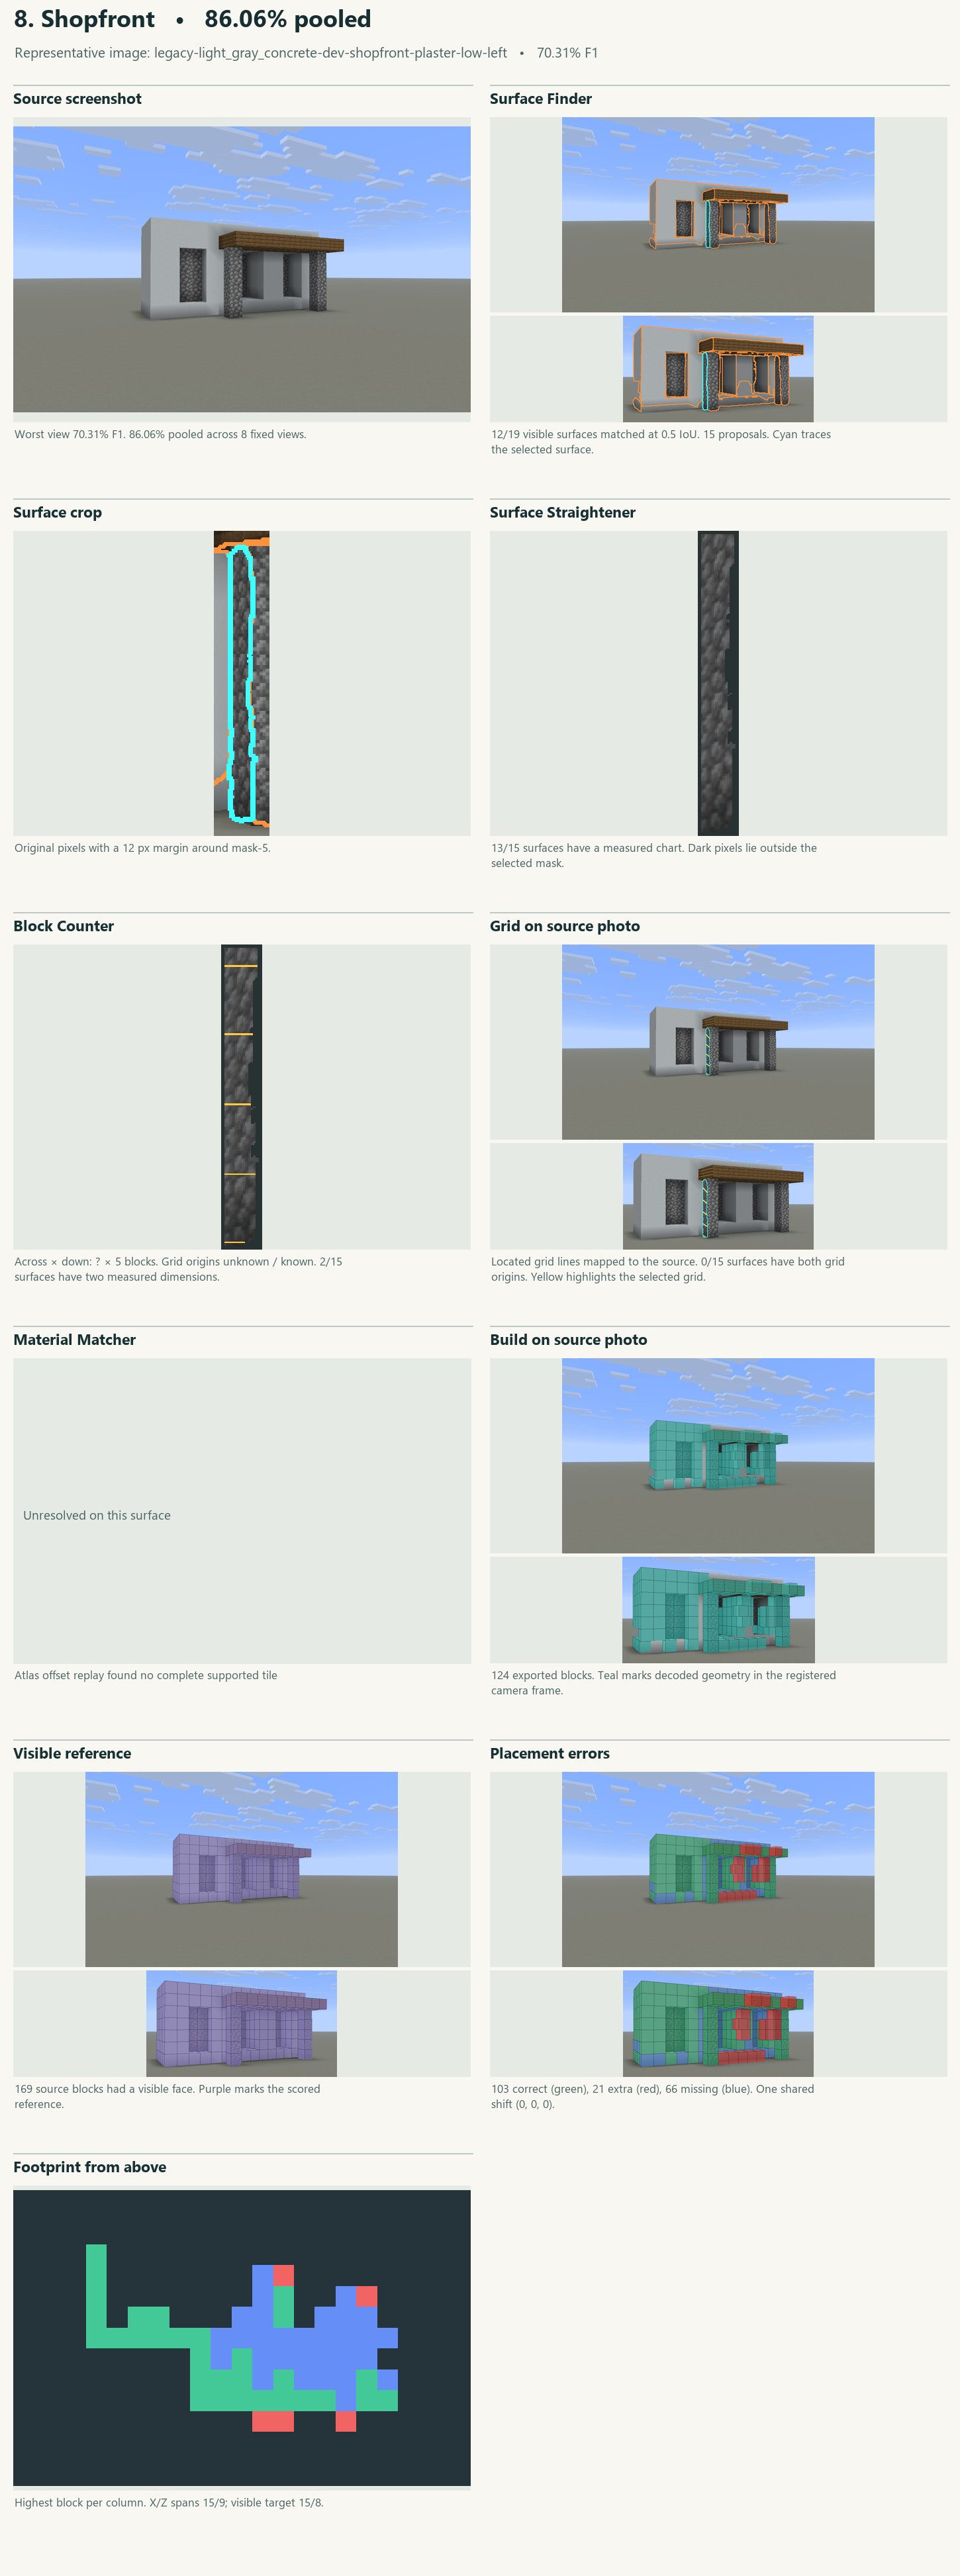 8. Shopfront • 86.06% pooled
Representative image: legacy-light_gray_concrete-dev-shopfront-plaster-low-left • 70.31% F1
Source screenshot
Surface Finder
Worst view 70.31% F1. 86.06% pooled across 8 fixed views.
12/19 visible surfaces matched at 0.5 IoU. 15 proposals. Cyan traces
the selected surface.
Surface crop
Surface Straightener
Original pixels with a 12 px margin around mask-5.
13/15 surfaces have a measured chart. Dark pixels lie outside the
selected mask.
Block Counter
Grid on source photo
Across × down: ? × 5 blocks. Grid origins unknown / known. 2/15
surfaces have two measured dimensions.
Located grid lines mapped to the source. 0/15 surfaces have both grid
origins. Yellow highlights the selected grid.
Material Matcher
Build on source photo
Unresolved on this surface
Atlas offset replay found no complete supported tile
124 exported blocks. Teal marks decoded geometry in the registered
camera frame.
Visible reference
Placement errors
169 source blocks had a visible face. Purple marks the scored
reference.
103 correct (green), 21 extra (red), 66 missing (blue). One shared
shift (0, 0, 0).
Footprint from above
Highest block per column. X/Z spans 15/9; visible target 15/8.